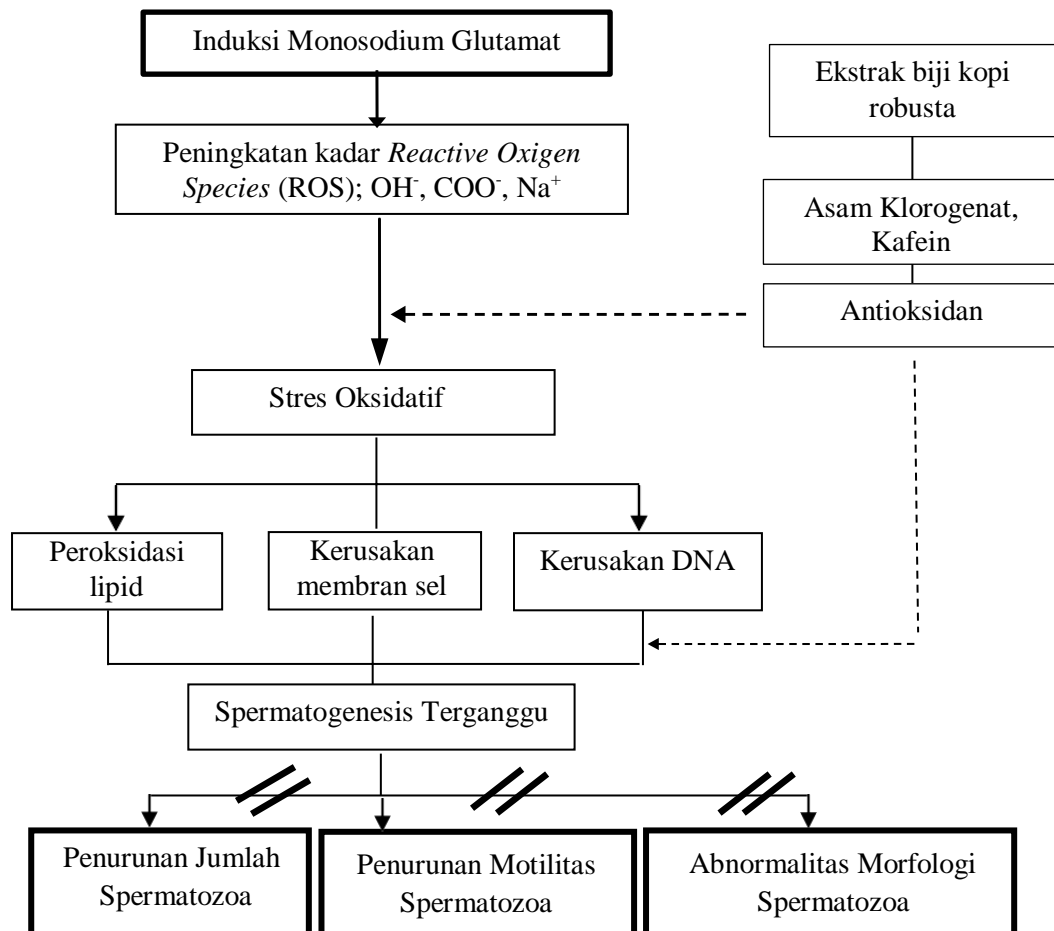 Induksi Monosodium Glutamat
Ekstrak biji kopi
robusta
Peningkatan kadar Reactive Oxigen
Species (ROS); OH⁻, COO⁻, Na⁺
Asam Klorogenat,
Kafein
Antioksidan
Stres Oksidatif
Peroksidasi
lipid
Kerusakan
membran sel
Kerusakan DNA
Spermatogenesis Terganggu
Penurunan Jumlah
Spermatozoa
Penurunan Motilitas
Spermatozoa
Abnormalitas Morfologi
Spermatozoa